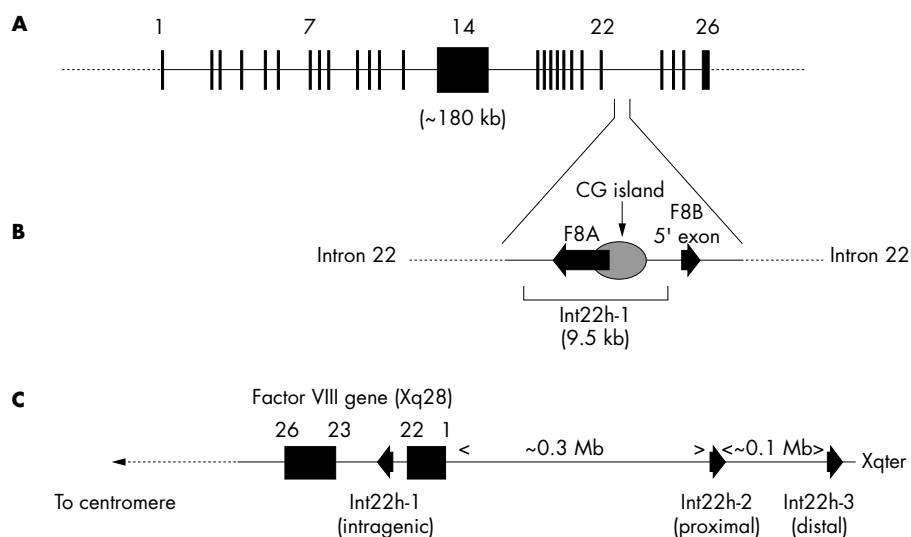 A
1 7 14 22 26
(~180 kb)
CG island
B
F8A
F8B
5' exon
Intron 22
Intron 22
Int22h-1
(9.5 kb)
C
Factor VIII gene (Xq28)
26 23 22 1
< ~0.3 Mb > <~0.1 Mb>
Xqter
To centromere
Int22h-1
(intragenic)
Int22h-2
(proximal)
Int22h-3
(distal)